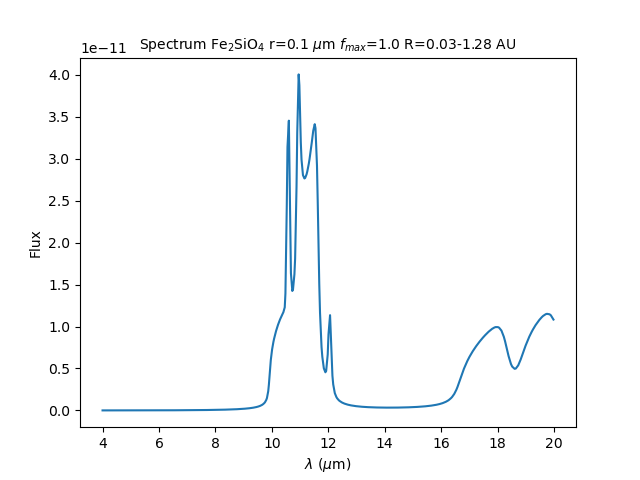 Spectrum Fe₂SiO₄ r=0.1 μm f_max=1.0 R=0.03-1.28 AU
1e−11
4.0
3.5
3.0
2.5
2.0
1.5
1.0
0.5
0.0
Flux
4 6 8 10 12 14 16 18 20
λ (μm)